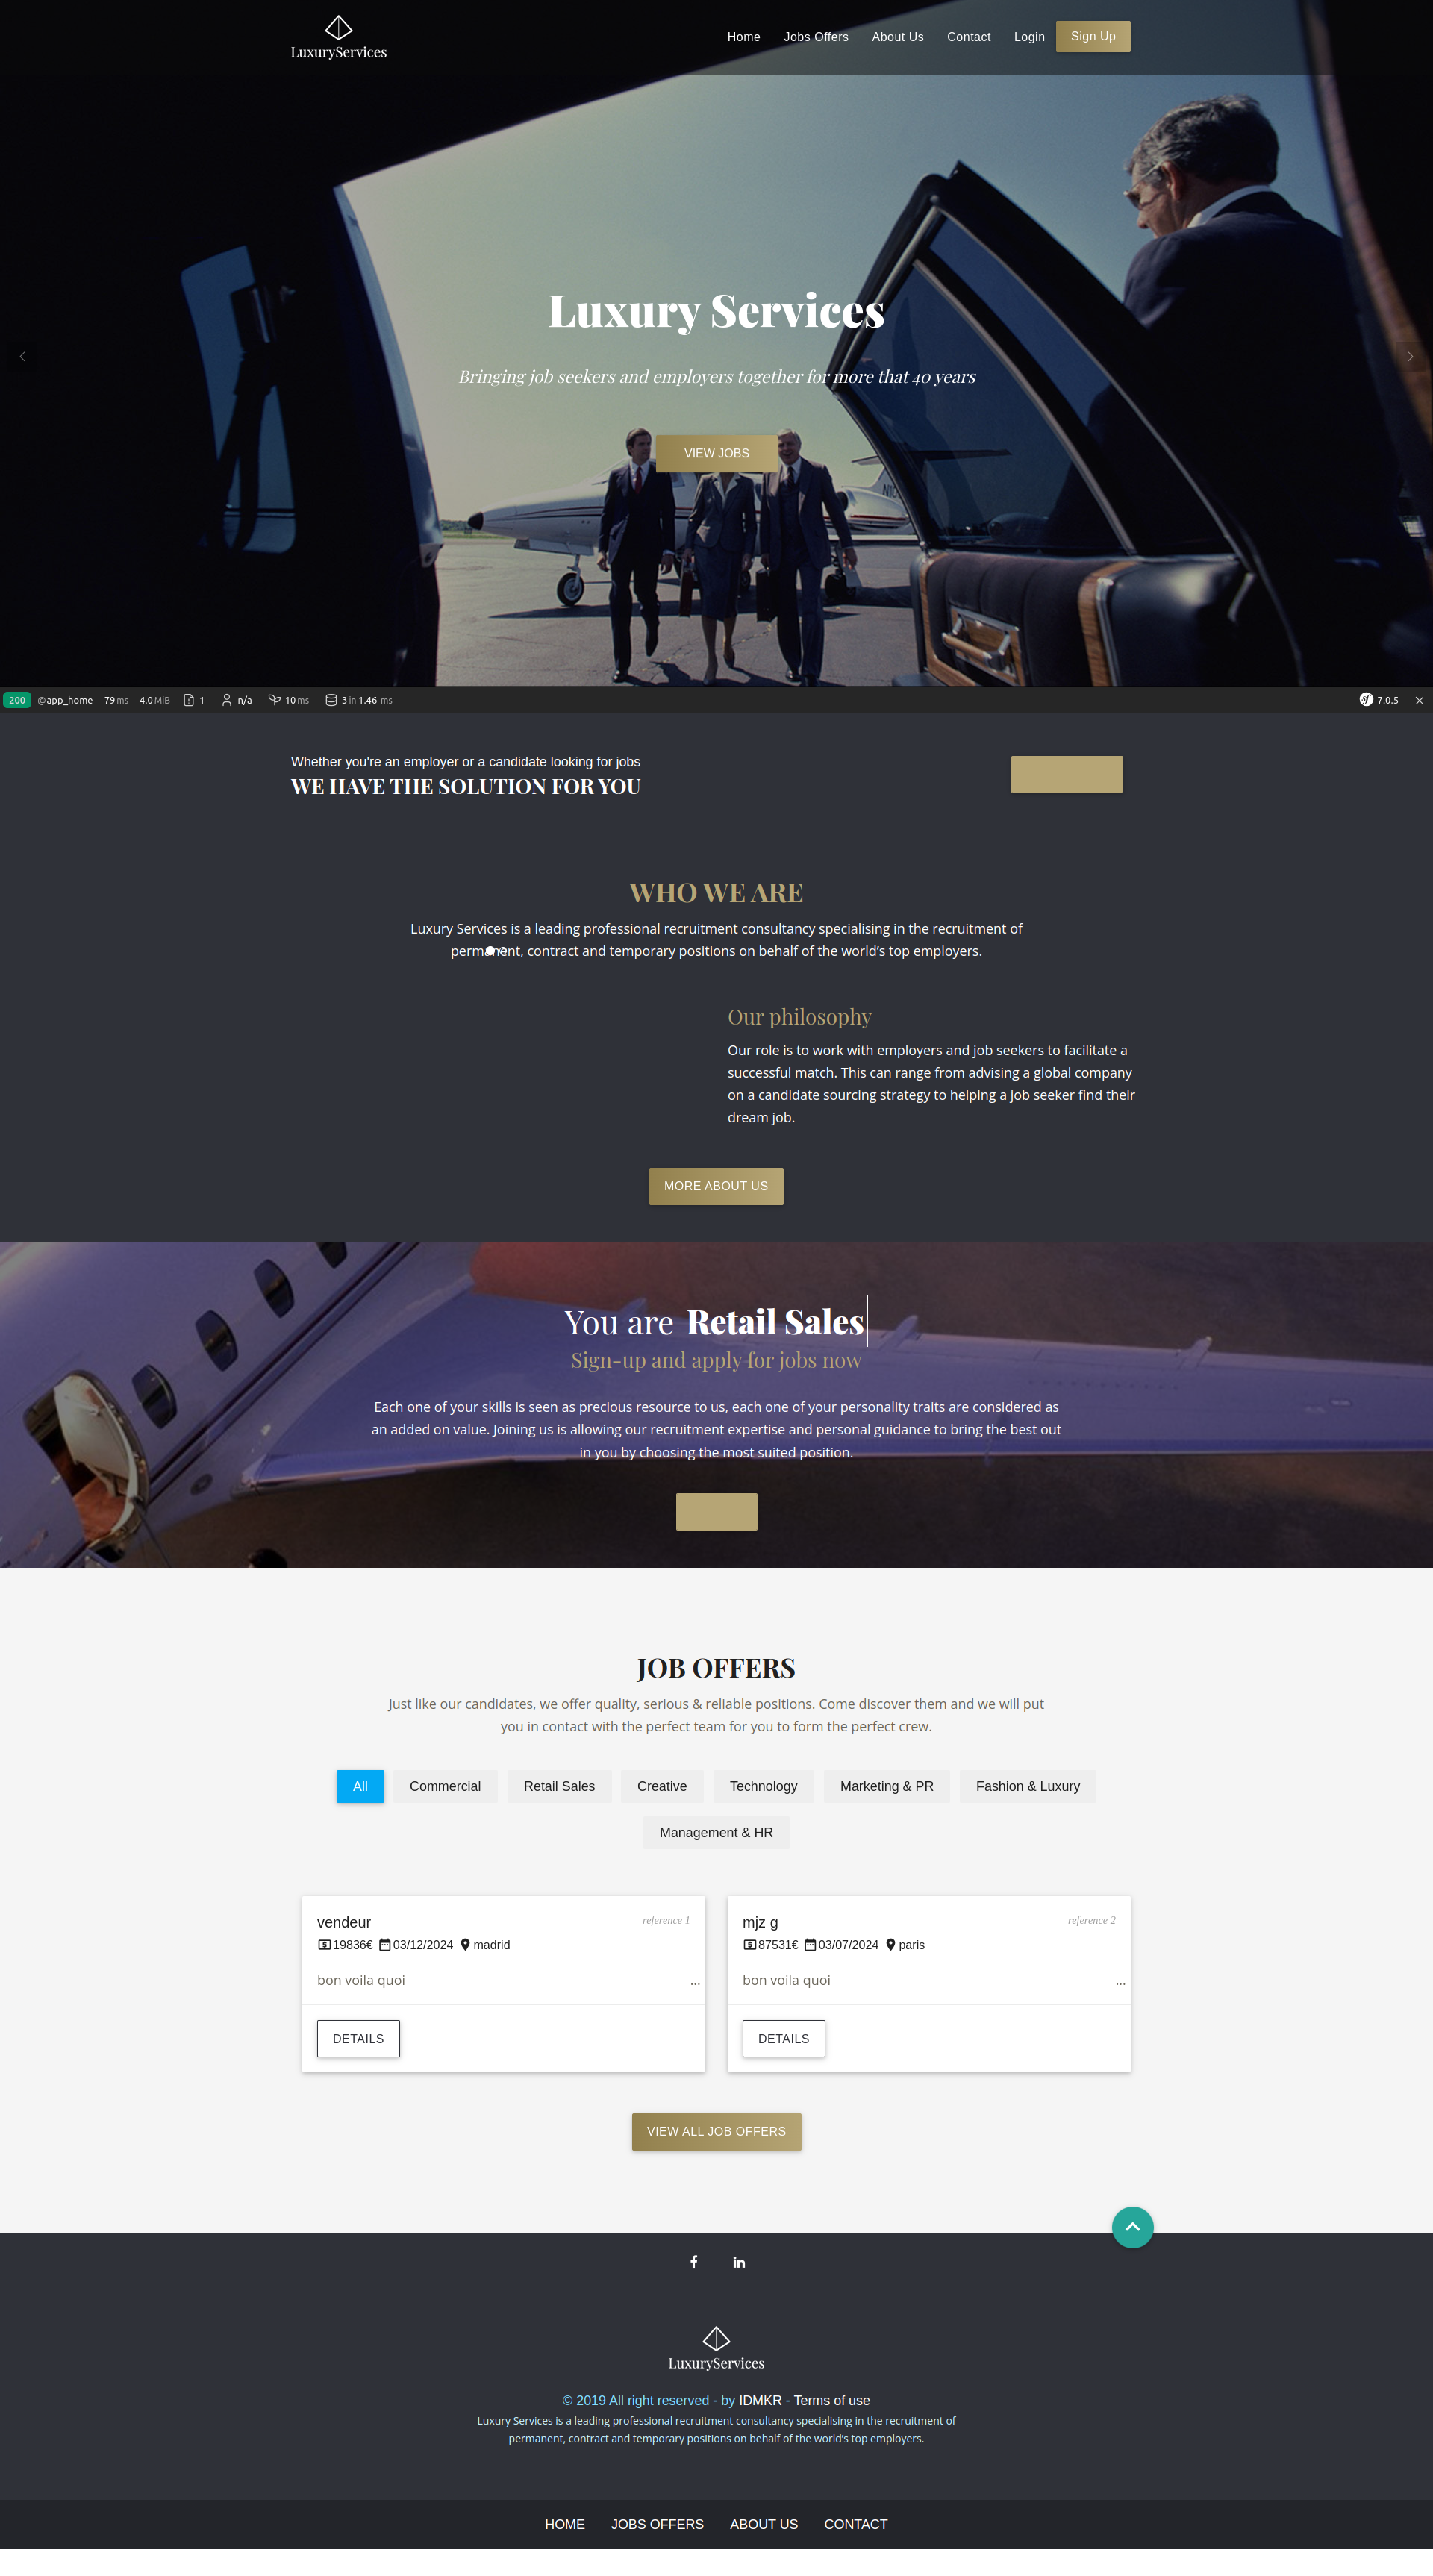 LuxuryServices
Home Jobs Offers About Us Contact Login Sign Up
Luxury Services
Bringing job seekers and employers together for more that 40 years
VIEW JOBS
200 @app_home 79 ms 4.0 MiB 1 n/a 10 ms 3 in 1.46 ms 7.0.5
Whether you're an employer or a candidate looking for jobs
WE HAVE THE SOLUTION FOR YOU
WHO WE ARE
Luxury Services is a leading professional recruitment consultancy specialising in the recruitment of
permanent, contract and temporary positions on behalf of the world's top employers.
Our philosophy
Our role is to work with employers and job seekers to facilitate a
successful match. This can range from advising a global company
on a candidate sourcing strategy to helping a job seeker find their
dream job.
MORE ABOUT US
You are Retail Sales
Sign-up and apply for jobs now
Each one of your skills is seen as precious resource to us, each one of your personality traits are considered as
an added on value. Joining us is allowing our recruitment expertise and personal guidance to bring the best out
in you by choosing the most suited position.
JOB OFFERS
Just like our candidates, we offer quality, serious & reliable positions. Come discover them and we will put
you in contact with the perfect team for you to form the perfect crew.
All Commercial Retail Sales Creative Technology Marketing & PR Fashion & Luxury
Management & HR
vendeur reference 1
19836€ 03/12/2024 madrid
bon voila quoi ...
DETAILS
mjz g reference 2
87531€ 03/07/2024 paris
bon voila quoi ...
DETAILS
VIEW ALL JOB OFFERS
LuxuryServices
© 2019 All right reserved - by IDMKR - Terms of use
Luxury Services is a leading professional recruitment consultancy specialising in the recruitment of
permanent, contract and temporary positions on behalf of the world's top employers.
HOME JOBS OFFERS ABOUT US CONTACT